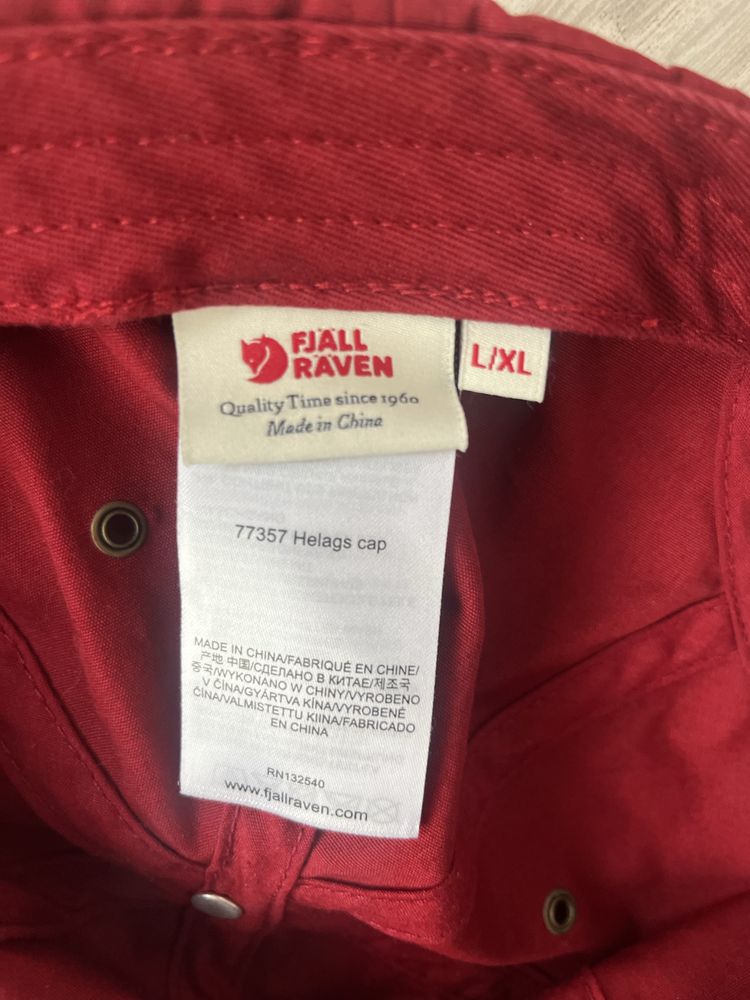 FJÄLL
RÄVEN
Quality Time since 1960
Made in China
L/XL
77357 Helags cap
MADE IN CHINA/FABRIQUÉ EN CHINE/
产地 中国/СДЕЛАНО В КИТАЕ/제조국
중국/WYKONANO W CHINY/VYROBENO
V ČÍNA/GYÁRTVA KÍNA/VYROBENÉ
ČÍNA/VALMISTETTU KIINA/FABRICADO
EN CHINA
RN132540
www.fjallraven.com